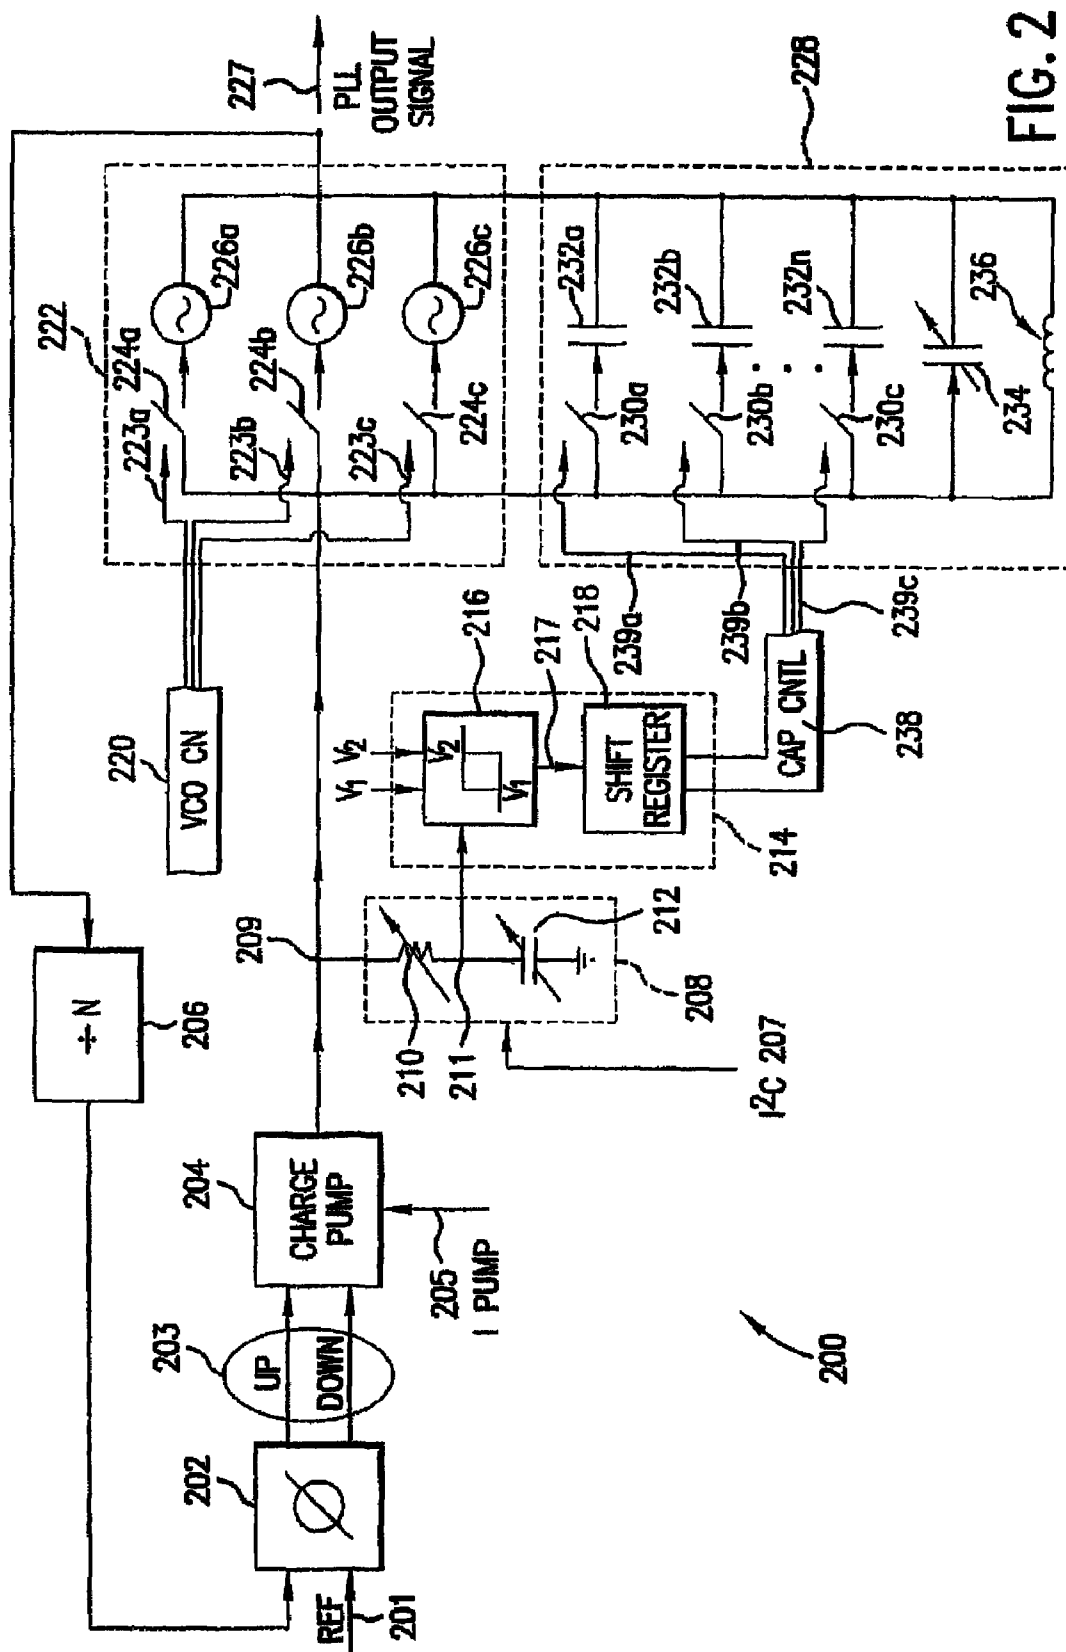 227
PLL
OUTPUT
SIGNAL
222
223a
224a
226a
223b
224b
226b
223c
224c
226c
228
232a
230a
232b
230b
232n
230c
234
236
FIG. 2
220
VCO CN
÷ N
206
209
V1
V2
V2
V1
216
217
218
SHIFT
REGISTER
214
239a
239b
239c
CAP CNTL
238
210
211
212
208
I²C 207
204
CHARGE
PUMP
205
I PUMP
203
UP
DOWN
202
REF
201
200